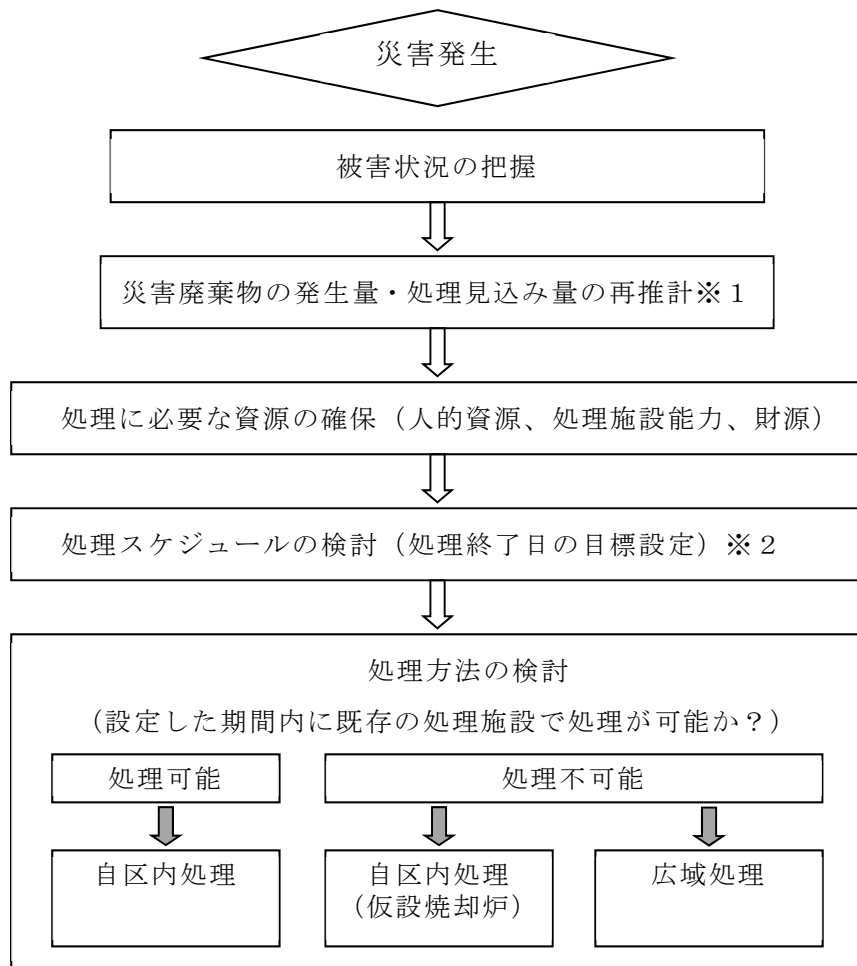 災害発生
被害状況の把握
災害廃棄物の発生量・処理見込み量の再推計※１
処理に必要な資源の確保（人的資源、処理施設能力、財源）
処理スケジュールの検討（処理終了日の目標設定）※２
処理方法の検討
（設定した期間内に既存の処理施設で処理が可能か？）
処理可能
処理不可能
自区内処理
自区内処理
（仮設焼却炉）
広域処理